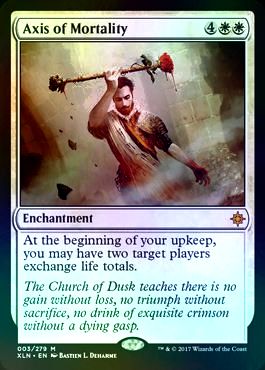 Axis of Mortality 4
Enchantment
At the beginning of your upkeep,
you may have two target players
exchange life totals.
The Church of Dusk teaches there is no
gain without loss, no triumph without
sacrifice, no drink of exquisite crimson
without a dying gasp.
003/279 M
XLN • EN Bastien L. Deharme ™ & © 2017 Wizards of the Coast